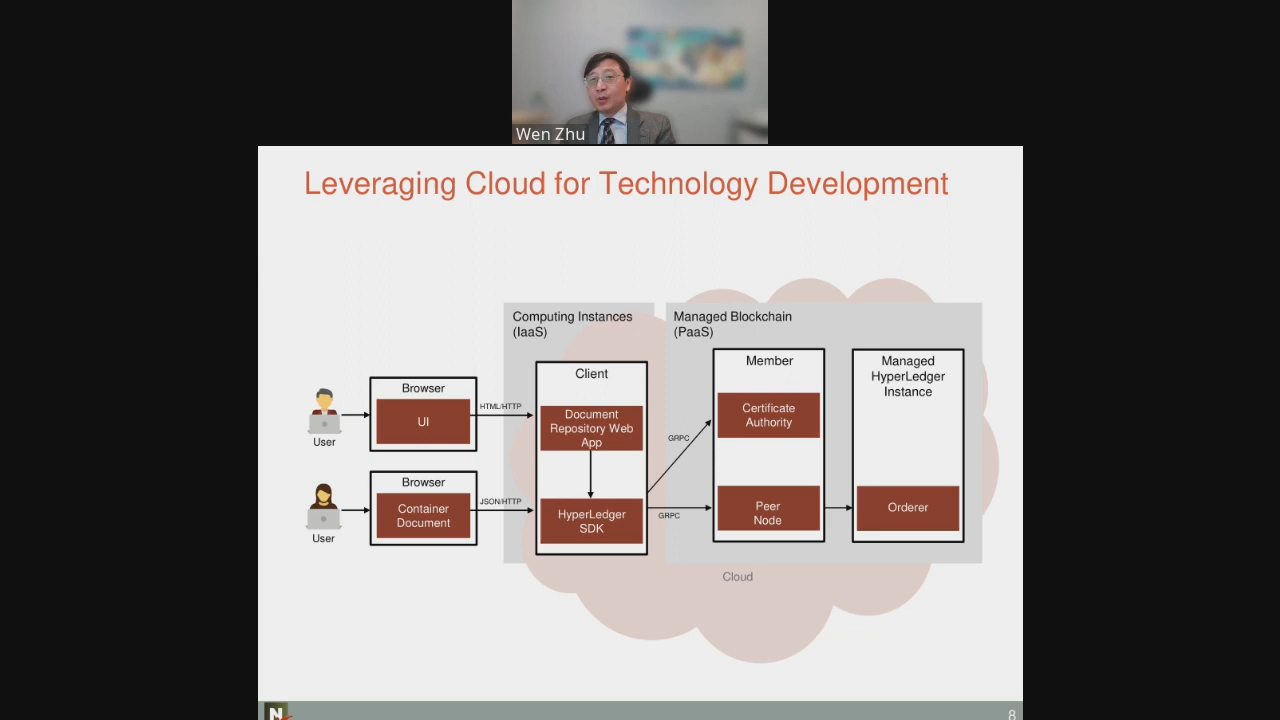 Wen Zhu
Leveraging Cloud for Technology Development
Computing Instances
(IaaS)
Managed Blockchain
(PaaS)
Client
Member
Managed
HyperLedger
Instance
Browser
UI
HTML/HTTP
User
Document
Repository Web
App
GRPC
Certificate
Authority
Browser
Container
Document
JSON/HTTP
User
HyperLedger
SDK
GRPC
Peer
Node
Orderer
Cloud
N
8